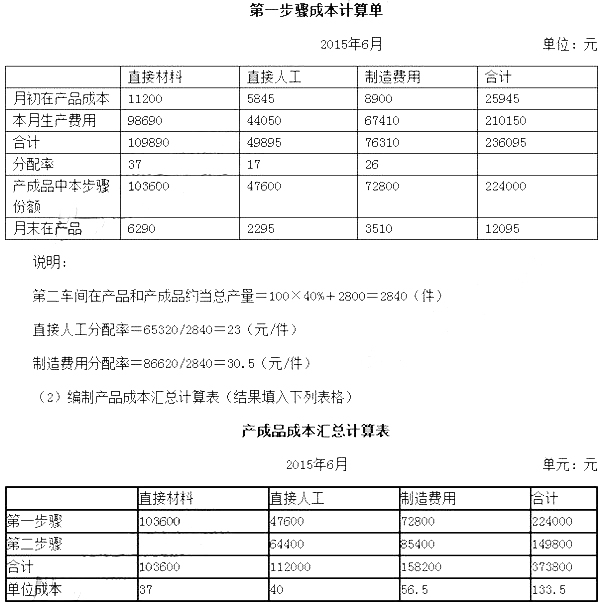 第一步骤成本计算单
2015年6月 单位：元
直接材料 直接人工 制造费用 合计
月初在产品成本 11200 5845 8900 25945
本月生产费用 98690 44050 67410 210150
合计 109890 49895 76310 236095
分配率 37 17 26
产成品中本步骤份额 103600 47600 72800 224000
月末在产品 6290 2295 3510 12095
说明：
第二车间在产品和产成品约当总产量＝100×40%＋2800＝2840（件）
直接人工分配率＝65320/2840＝23（元/件）
制造费用分配率＝86620/2840＝30.5（元/件）
（2）编制产品成本汇总计算表（结果填入下列表格）
产成品成本汇总计算表
2015年6月 单元：元
直接材料 直接人工 制造费用 合计
第一步骤 103600 47600 72800 224000
第二步骤 64400 85400 149800
合计 103600 112000 158200 373800
单位成本 37 40 56.5 133.5